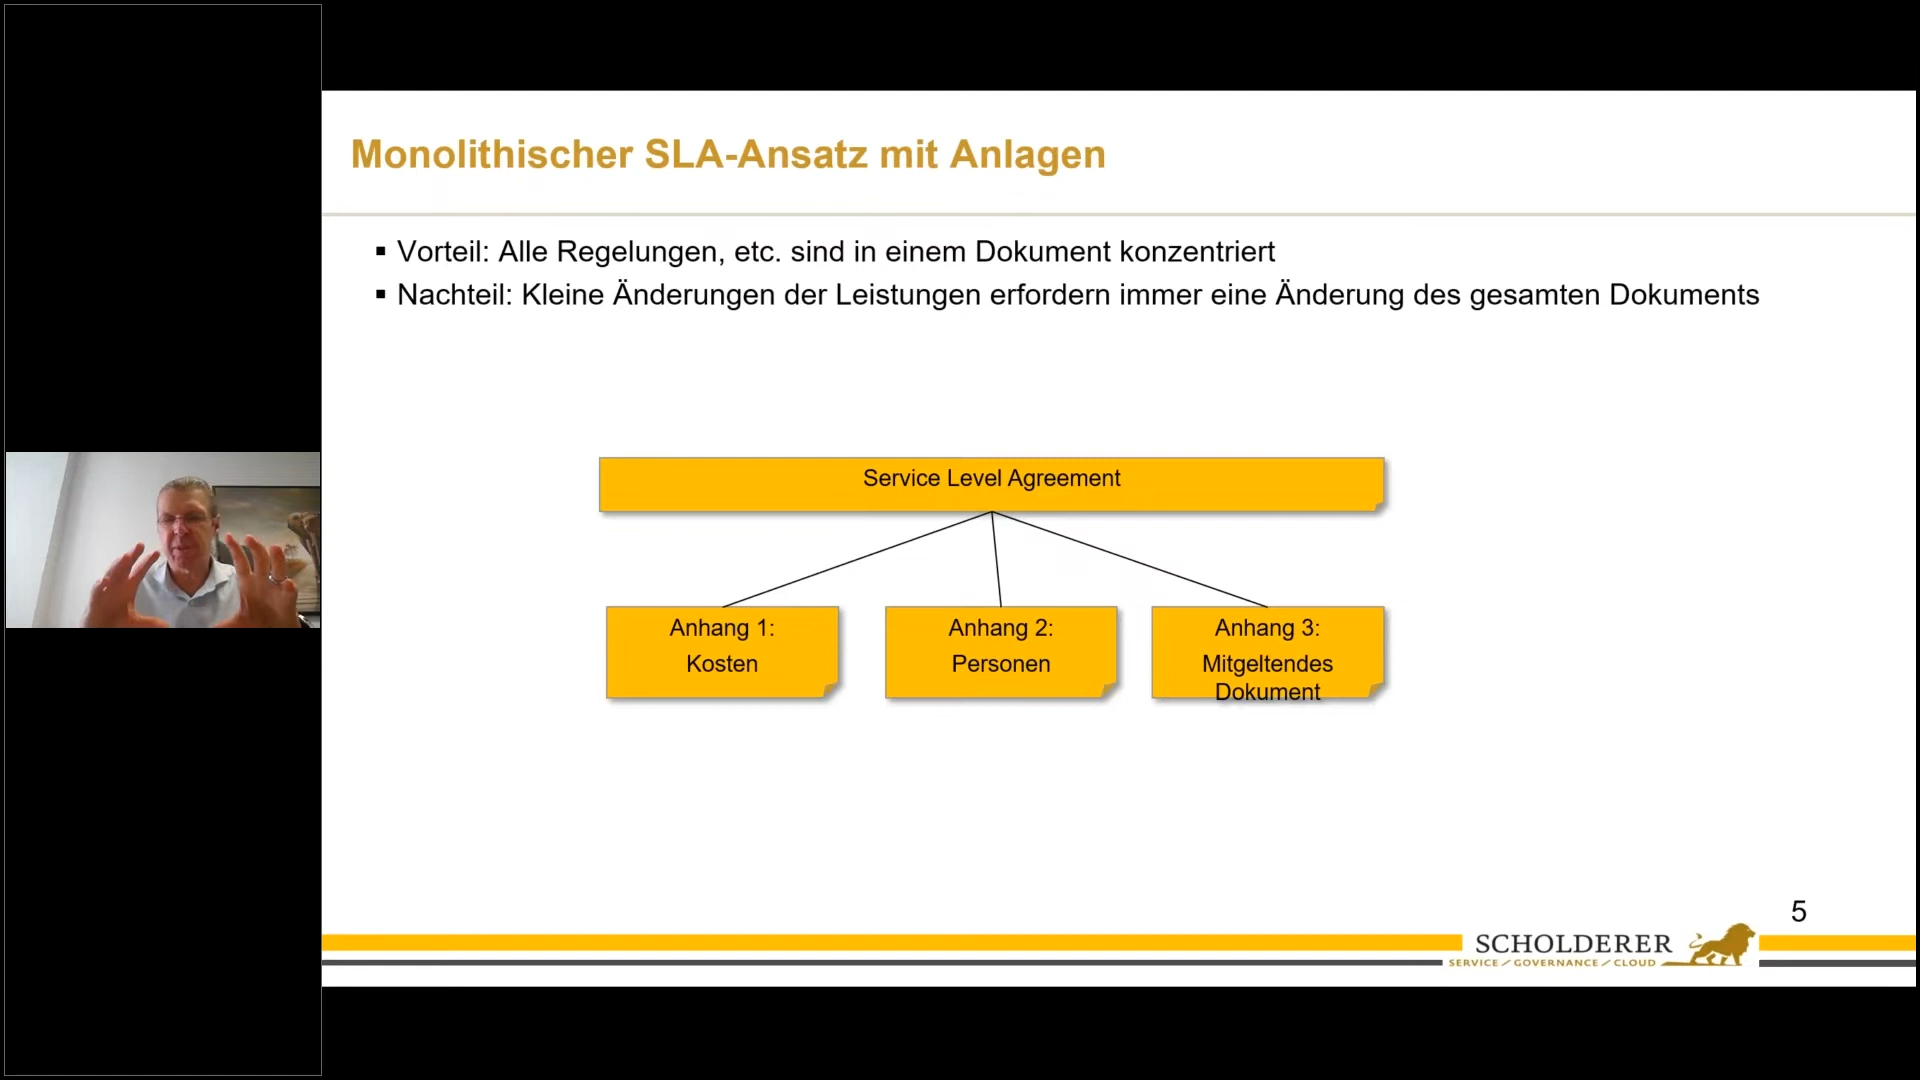 Monolithischer SLA-Ansatz mit Anlagen
▪ Vorteil: Alle Regelungen, etc. sind in einem Dokument konzentriert
▪ Nachteil: Kleine Änderungen der Leistungen erfordern immer eine Änderung des gesamten Dokuments
Service Level Agreement
Anhang 1:
Kosten
Anhang 2:
Personen
Anhang 3:
Mitgeltendes
Dokument
5
SCHOLDERER
SERVICE / GOVERNANCE / CLOUD